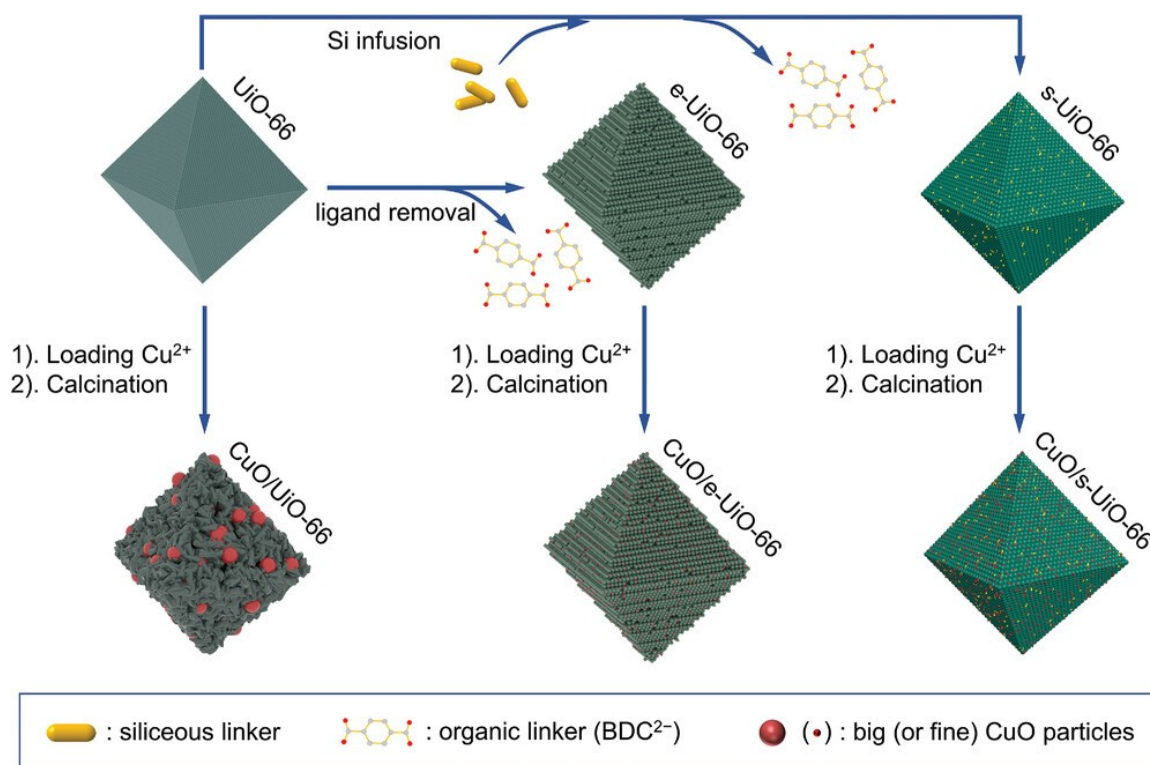 Si infusion
UiO-66
e-UiO-66
s-UiO-66
ligand removal
1). Loading Cu²⁺
2). Calcination
1). Loading Cu²⁺
2). Calcination
1). Loading Cu²⁺
2). Calcination
CuO/UiO-66
CuO/e-UiO-66
CuO/s-UiO-66
: siliceous linker
: organic linker (BDC²⁻)
( ) : big (or fine) CuO particles